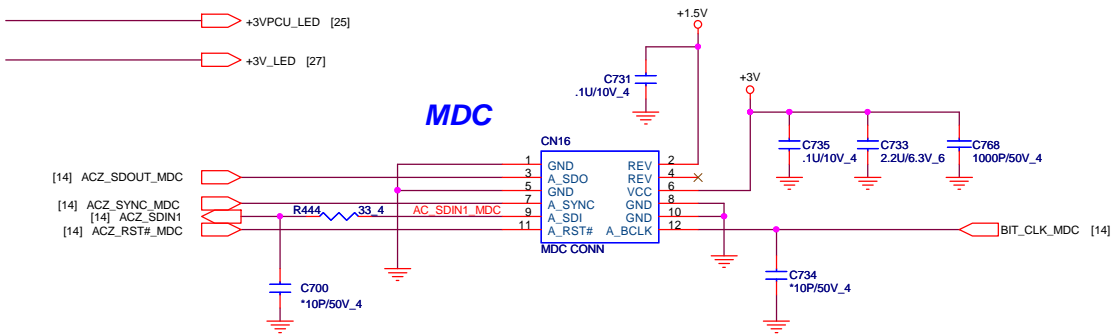 +3VPCU_LED [25]
+3V_LED [27]
+1.5V
C731
.1U/10V_4
+3V
MDC
C735
.1U/10V_4
C733
2.2U/6.3V_6
C768
1000P/50V_4
CN16
1 GND REV 2
3 A_SDO REV 4
5 GND VCC 6
7 A_SYNC GND 8
9 A_SDI GND 10
11 A_RST# A_BCLK 12
MDC CONN
[14] ACZ_SDOUT_MDC
[14] ACZ_SYNC_MDC
[14] ACZ_SDIN1
[14] ACZ_RST#_MDC
R444 33_4
AC_SDIN1_MDC
BIT_CLK_MDC [14]
C700
*10P/50V_4
C734
*10P/50V_4